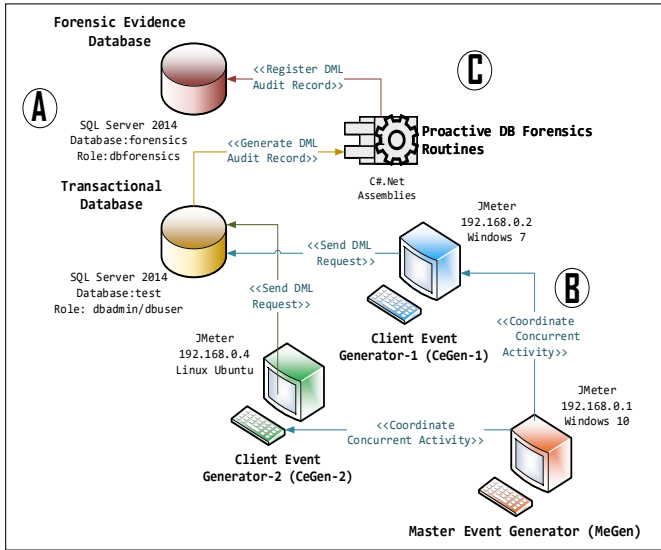 Forensic Evidence
Database
<<Register DML
Audit Record>>
C
A
SQL Server 2014
Database:forensics
Role:dbforensics
<<Generate DML
Audit Record>>
Proactive DB Forensics
Routines
C#.Net
Assemblies
Transactional
Database
JMeter
192.168.0.2
Windows 7
<<Send DML
Request>>
SQL Server 2014
Database:test
Role: dbadmin/dbuser
<<Send DML
Request>>
B
<<Coordinate
Concurrent
Activity>>
JMeter
192.168.0.4
Linux Ubuntu
Client Event
Generator-1 (CeGen-1)
JMeter
192.168.0.1
Windows 10
<<Coordinate
Concurrent Activity>>
Client Event
Generator-2 (CeGen-2)
Master Event Generator (MeGen)